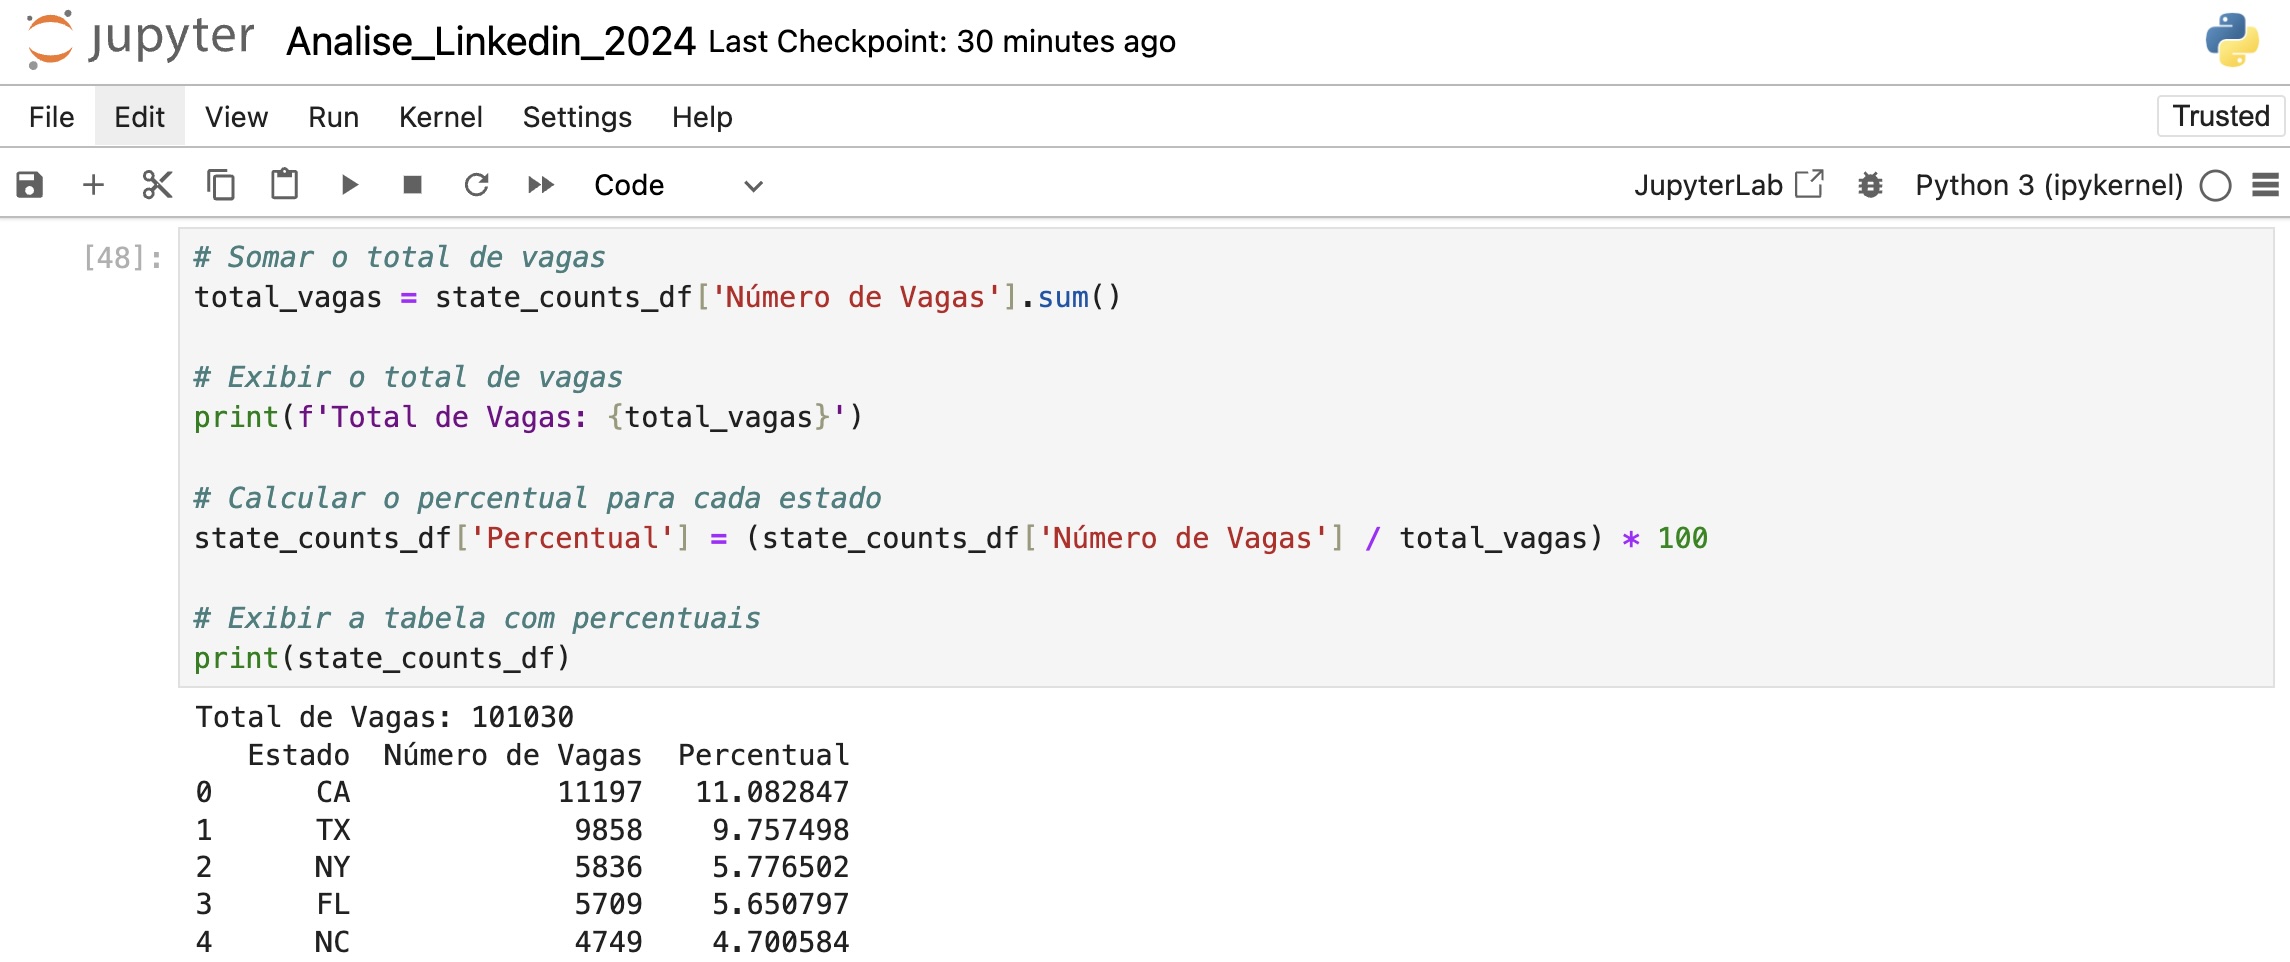 jupyter Analise_Linkedin_2024 Last Checkpoint: 30 minutes ago
File Edit View Run Kernel Settings Help Trusted
Code JupyterLab Python 3 (ipykernel)
[48]: # Somar o total de vagas
total_vagas = state_counts_df['Número de Vagas'].sum()
# Exibir o total de vagas
print(f'Total de Vagas: {total_vagas}')
# Calcular o percentual para cada estado
state_counts_df['Percentual'] = (state_counts_df['Número de Vagas'] / total_vagas) * 100
# Exibir a tabela com percentuais
print(state_counts_df)
Total de Vagas: 101030
Estado Número de Vagas Percentual
0 CA 11197 11.082847
1 TX 9858 9.757498
2 NY 5836 5.776502
3 FL 5709 5.650797
4 NC 4749 4.700584